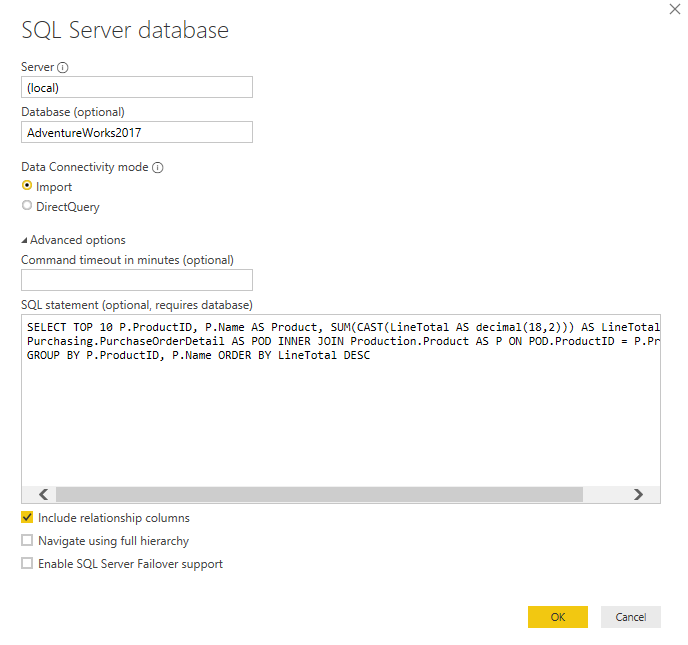 SQL Server database
Server
(local)
Database (optional)
AdventureWorks2017
Data Connectivity mode
Import
DirectQuery
Advanced options
Command timeout in minutes (optional)
SQL statement (optional, requires database)
SELECT TOP 10 P.ProductID, P.Name AS Product, SUM(CAST(LineTotal AS decimal(18,2))) AS LineTotal
Purchasing.PurchaseOrderDetail AS POD INNER JOIN Production.Product AS P ON POD.ProductID = P.Pr
GROUP BY P.ProductID, P.Name ORDER BY LineTotal DESC
Include relationship columns
Navigate using full hierarchy
Enable SQL Server Failover support
OK Cancel